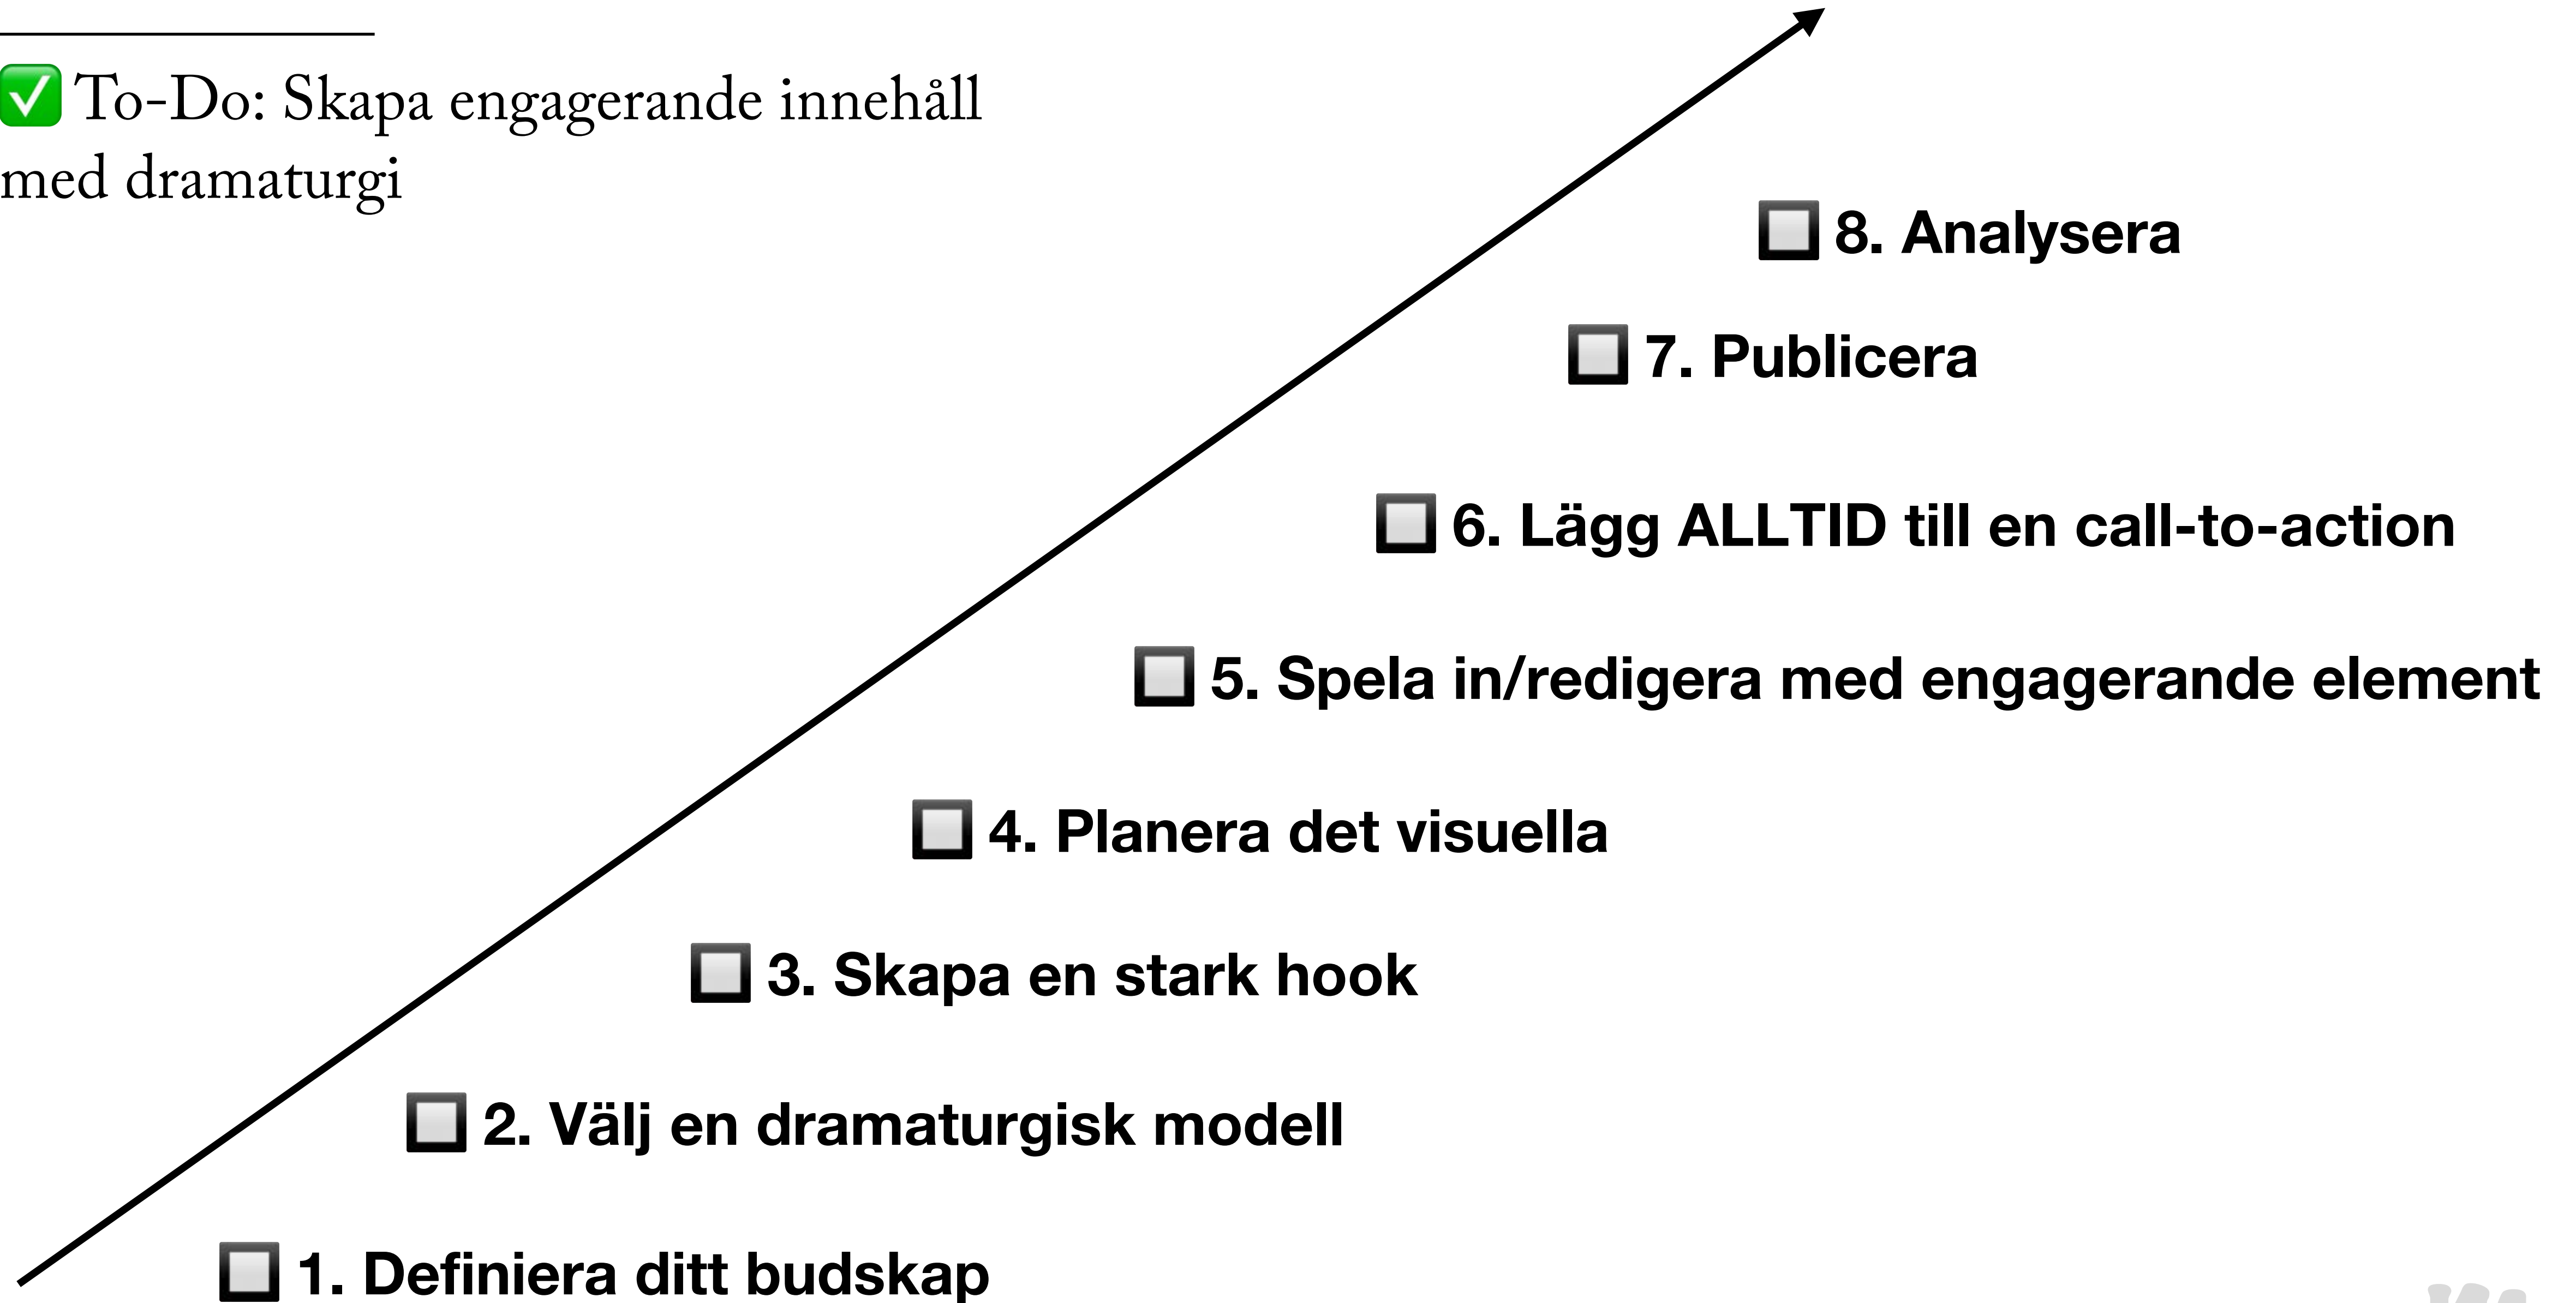 ✅ To-Do: Skapa engagerande innehåll
med dramaturgi
8. Analysera
7. Publicera
6. Lägg ALLTID till en call-to-action
5. Spela in/redigera med engagerande element
4. Planera det visuella
3. Skapa en stark hook
2. Välj en dramaturgisk modell
1. Definiera ditt budskap